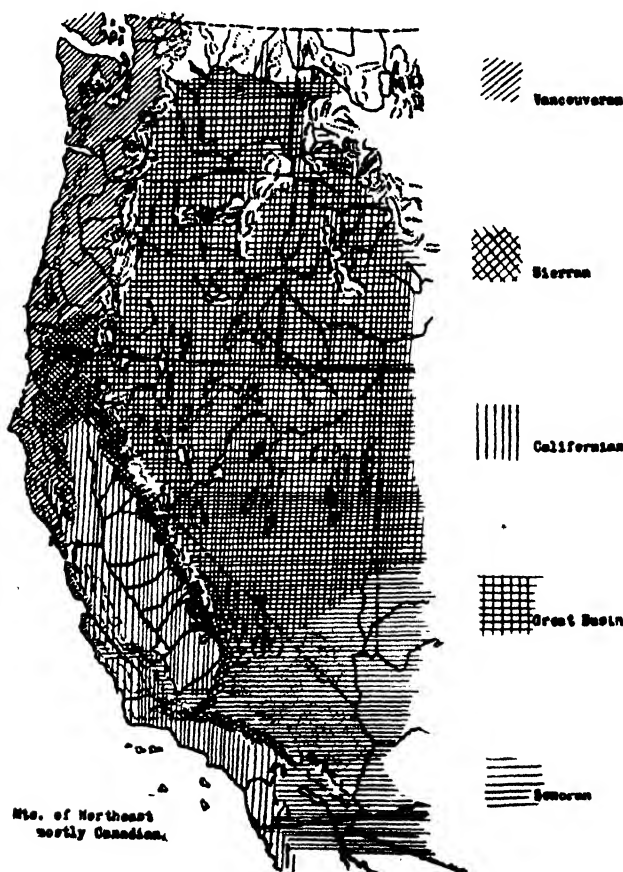 Vancouveran
Sierran
Californian
Great Basin
Sonoran
Mts. of Northeast
mostly Canadian.